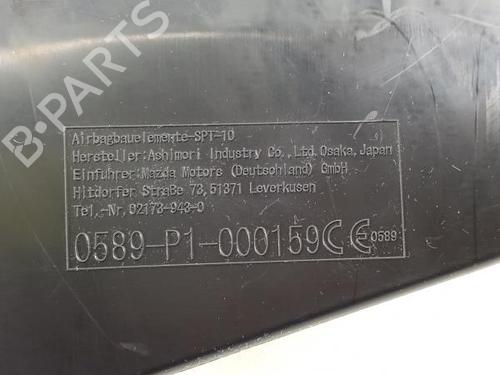 B-PARTS
Airbagbauelemente-SPT-10
Hersteller:Ashimori Industry Co.,Ltd.Osaka,Japan
Einfuhrer:Mazda Motors (Deutschland) GmbH
Hitdorfer Straße 73,51371 Leverkusen
Tel.-Nr.02173-943-0
0589-P1-000159 CE 0589